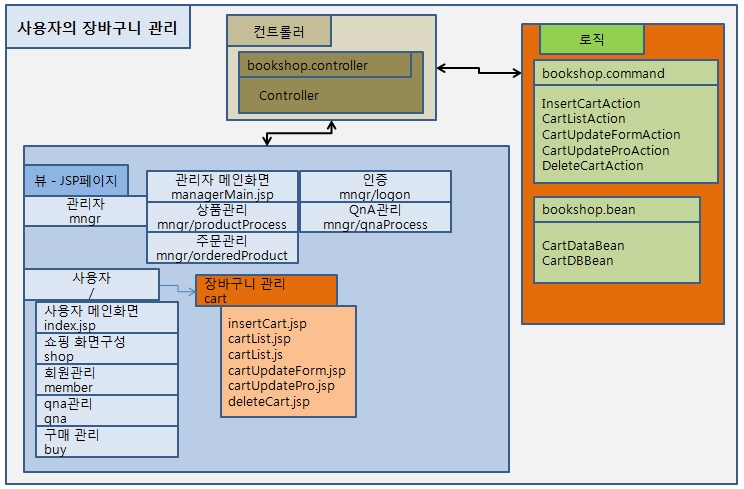 사용자의 장바구니 관리
컨트롤러
bookshop.controller
Controller
로직
bookshop.command
InsertCartAction
CartListAction
CartUpdateFormAction
CartUpdateProAction
DeleteCartAction
bookshop.bean
CartDataBean
CartDBBean
뷰 - JSP페이지
관리자
mngr
관리자 메인화면
managerMain.jsp
인증
mngr/logon
상품관리
mngr/productProcess
QnA관리
mngr/qnaProcess
주문관리
mngr/orderedProduct
사용자
/
장바구니 관리
cart
사용자 메인화면
index.jsp
쇼핑 화면구성
shop
회원관리
member
qna관리
qna
구매 관리
buy
insertCart.jsp
cartList.jsp
cartList.js
cartUpdateForm.jsp
cartUpdatePro.jsp
deleteCart.jsp